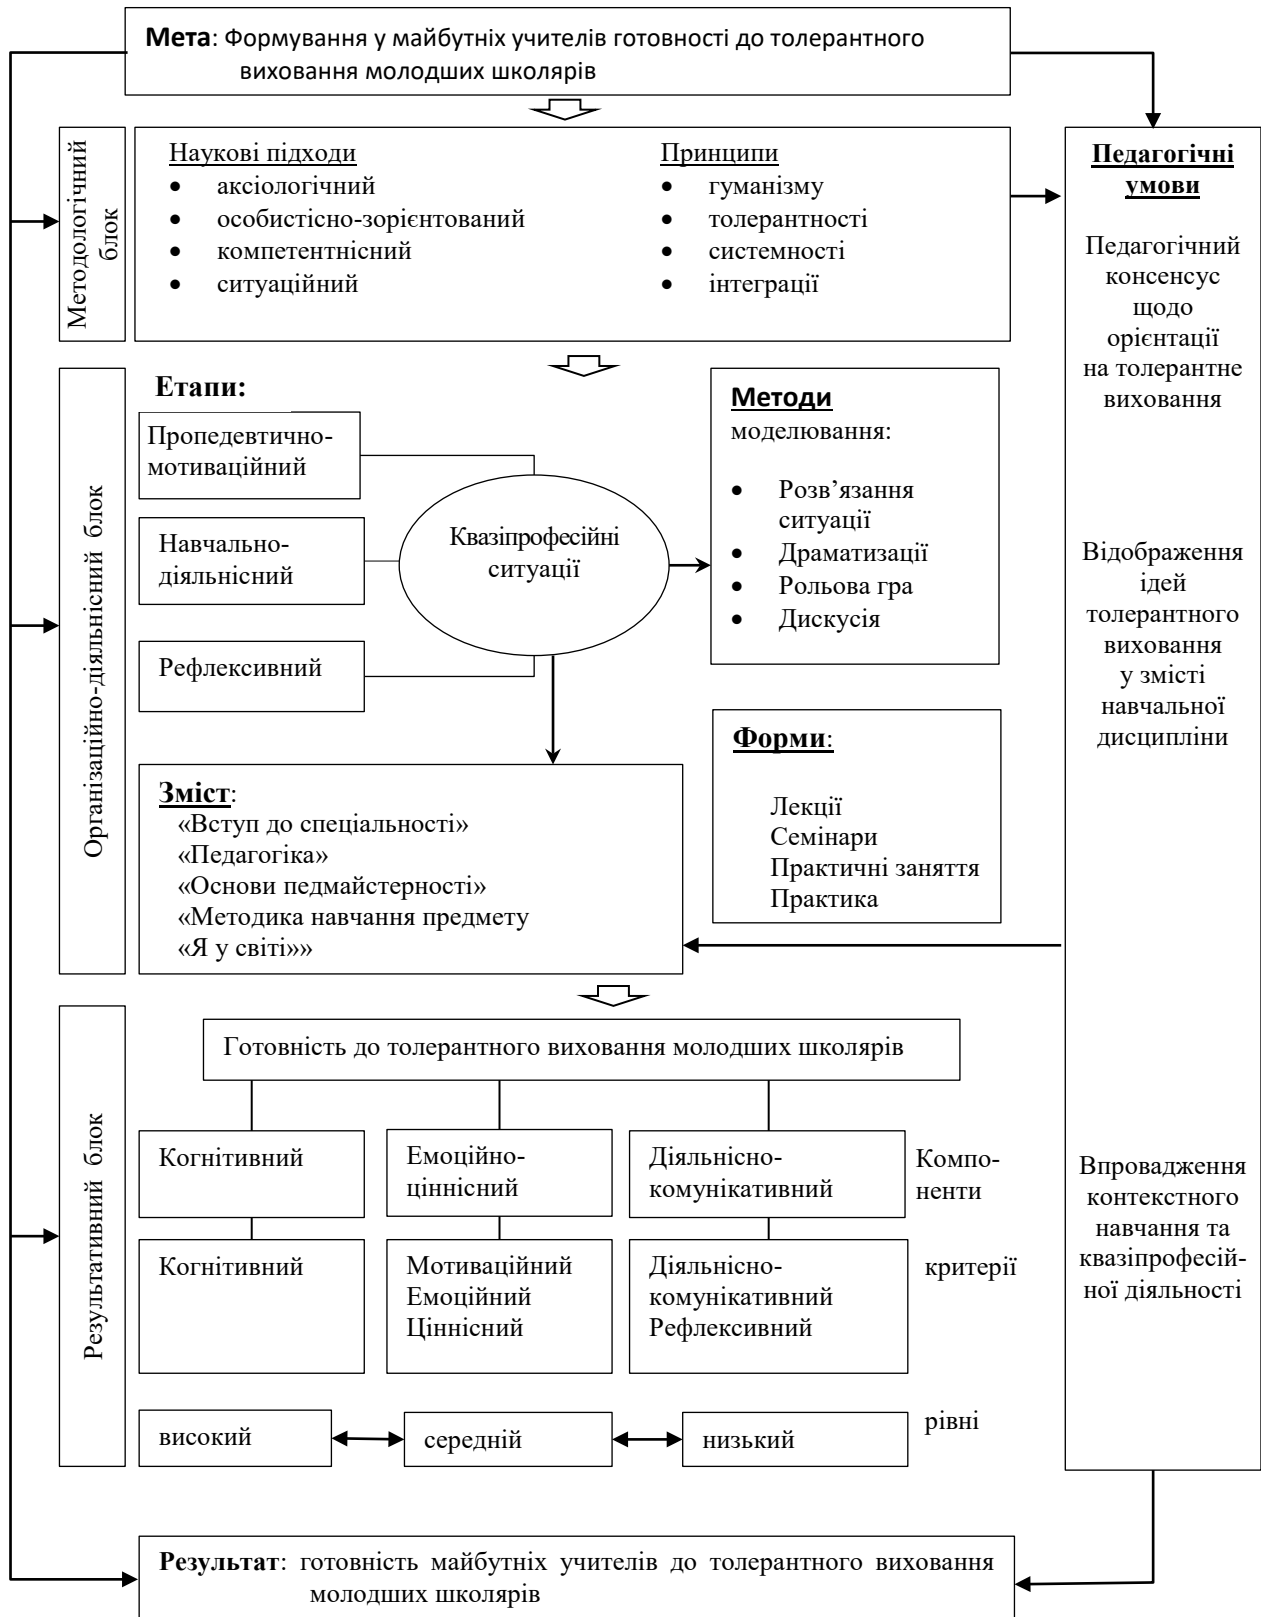 Мета: Формування у майбутніх учителів готовності до толерантного
виховання молодших школярів
Методологічний
блок
Наукові підходи
• аксіологічний
• особистісно-зорієнтований
• компетентнісний
• ситуаційний
Принципи
• гуманізму
• толерантності
• системності
• інтеграції
Педагогічні
умови
Педагогічний
консенсус
щодо
орієнтації
на толерантне
виховання
Відображення
ідей
толерантного
виховання
у змісті
навчальної
дисципліни
Впровадження
контекстного
навчання та
квазіпрофесій-
ної діяльності
Організаційно-діяльнісний блок
Етапи:
Пропедевтично-
мотиваційний
Навчально-
діяльнісний
Рефлексивний
Квазіпрофесійні
ситуації
Методи
моделювання:
• Розв’язання
ситуації
• Драматизації
• Рольова гра
• Дискусія
Форми:
Лекції
Семінари
Практичні заняття
Практика
Зміст:
«Вступ до спеціальності»
«Педагогіка»
«Основи педмайстерності»
«Методика навчання предмету
«Я у світі»»
Результативний блок
Готовність до толерантного виховання молодших школярів
Когнітивний
Емоційно-
ціннісний
Діяльнісно-
комунікативний
Компо-
ненти
Когнітивний
Мотиваційний
Емоційний
Ціннісний
Діяльнісно-
комунікативний
Рефлексивний
критерії
високий
середній
низький
рівні
Результат: готовність майбутніх учителів до толерантного виховання
молодших школярів